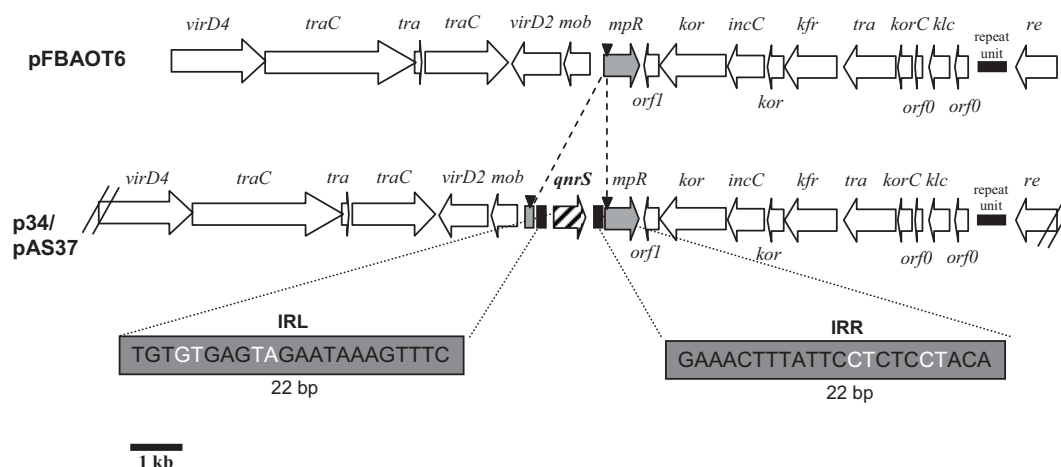 virD4 traC tra traC virD2 mob mpR kor incC kfr tra korC klc repeat unit re
pFBAOT6
orf1 kor orf0 orf0
virD4 traC tra traC virD2 mob qnrS mpR kor incC kfr tra korC klc repeat unit re
p34/
pAS37
orf1 kor orf0 orf0
IRL IRR
TGTGTGAGTAGAATAAAGTTTC GAAACTTTATTCCTCTCCTACA
22 bp 22 bp
1 kb